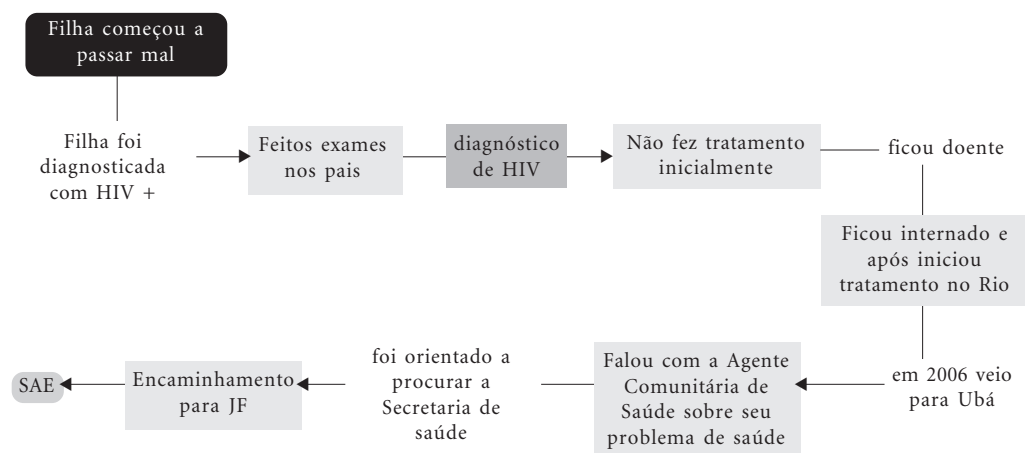 Filha começou a
passar mal
Filha foi
diagnosticada
com HIV +
Feitos exames
nos pais
diagnóstico
de HIV
Não fez tratamento
inicialmente
ficou doente
Ficou internado e
após iniciou
tratamento no Rio
em 2006 veio
para Ubá
Falou com a Agente
Comunitária de
Saúde sobre seu
problema de saúde
foi orientado a
procurar a
Secretaria de
saúde
Encaminhamento
para JF
SAE